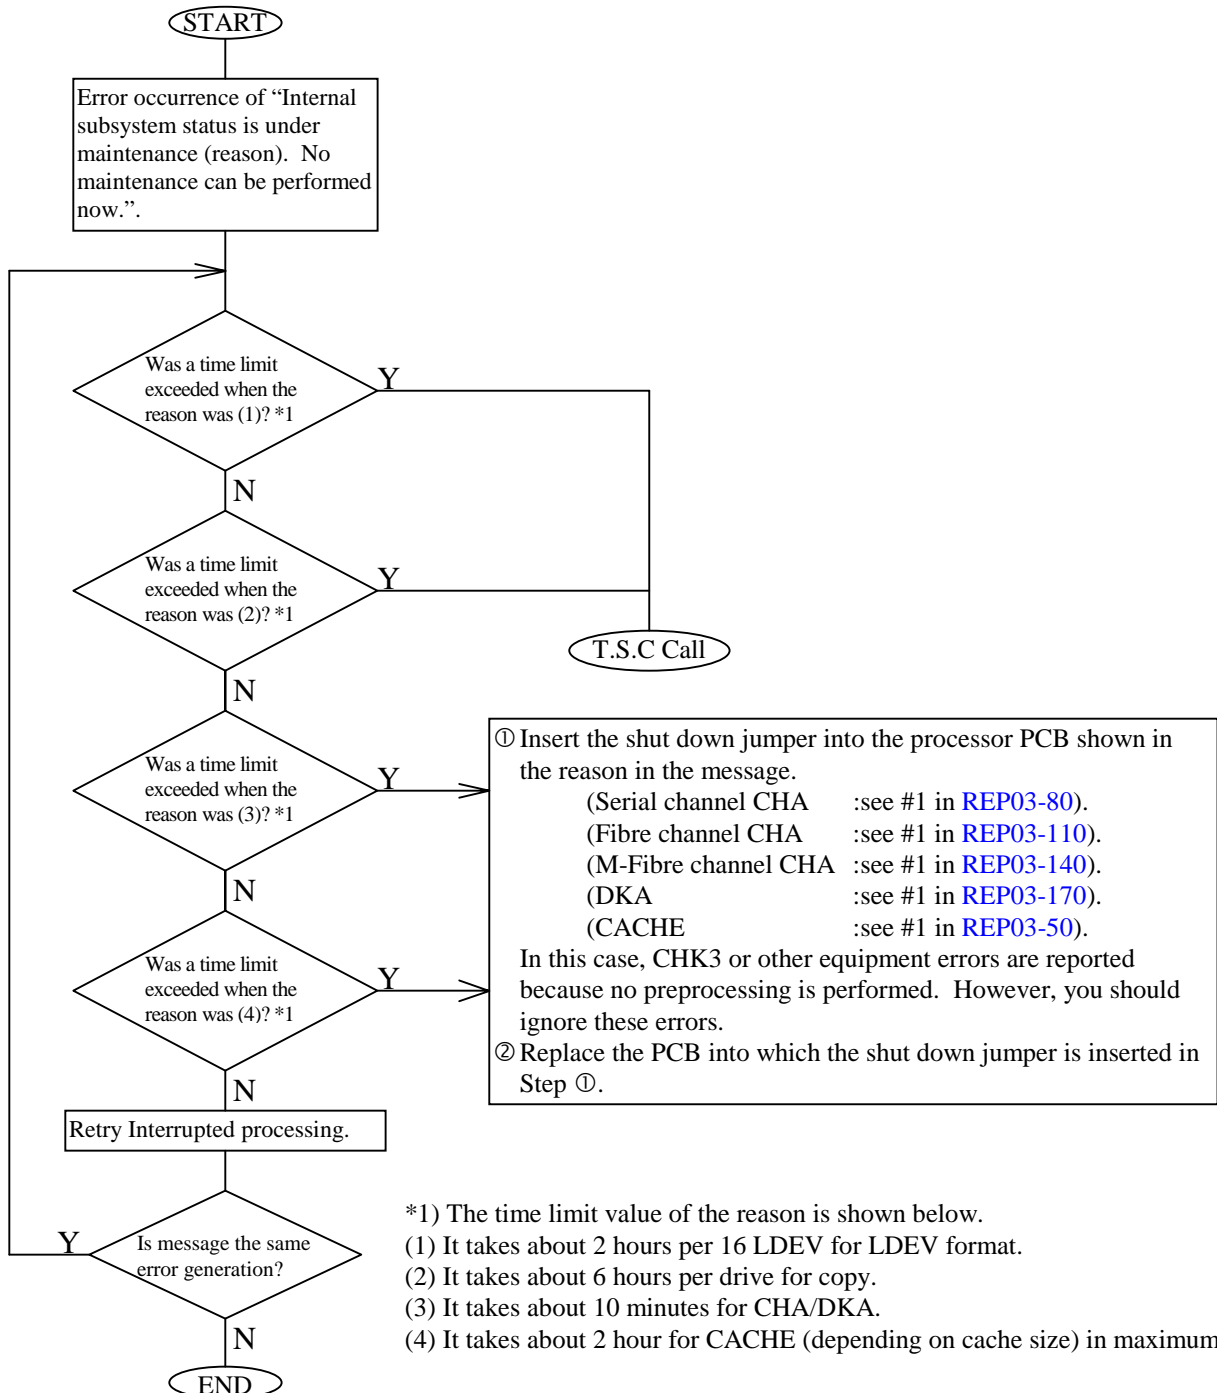 START
Error occurrence of “Internal
subsystem status is under
maintenance (reason).  No
maintenance can be performed
now.”.
Was a time limit
exceeded when the
reason was (1)? *1
Y
N
Was a time limit
exceeded when the
reason was (2)? *1
Y
T.S.C Call
N
Was a time limit
exceeded when the
reason was (3)? *1
Y
N
Was a time limit
exceeded when the
reason was (4)? *1
Y
① Insert the shut down jumper into the processor PCB shown in
the reason in the message.
(Serial channel CHA :see #1 in REP03-80).
(Fibre channel CHA :see #1 in REP03-110).
(M-Fibre channel CHA :see #1 in REP03-140).
(DKA :see #1 in REP03-170).
(CACHE :see #1 in REP03-50).
In this case, CHK3 or other equipment errors are reported
because no preprocessing is performed.  However, you should
ignore these errors.
② Replace the PCB into which the shut down jumper is inserted in
Step ①.
N
Retry Interrupted processing.
Is message the same
error generation?
Y
N
END
*1) The time limit value of the reason is shown below.
(1) It takes about 2 hours per 16 LDEV for LDEV format.
(2) It takes about 6 hours per drive for copy.
(3) It takes about 10 minutes for CHA/DKA.
(4) It takes about 2 hour for CACHE (depending on cache size) in maximum